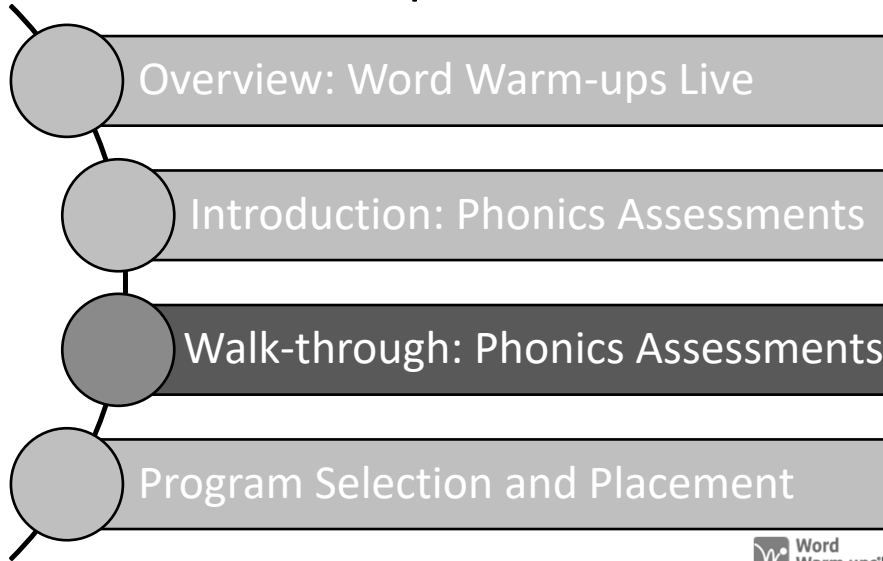 Overview: Word Warm-ups Live
Introduction: Phonics Assessments
Walk-through: Phonics Assessments
Program Selection and Placement
Word